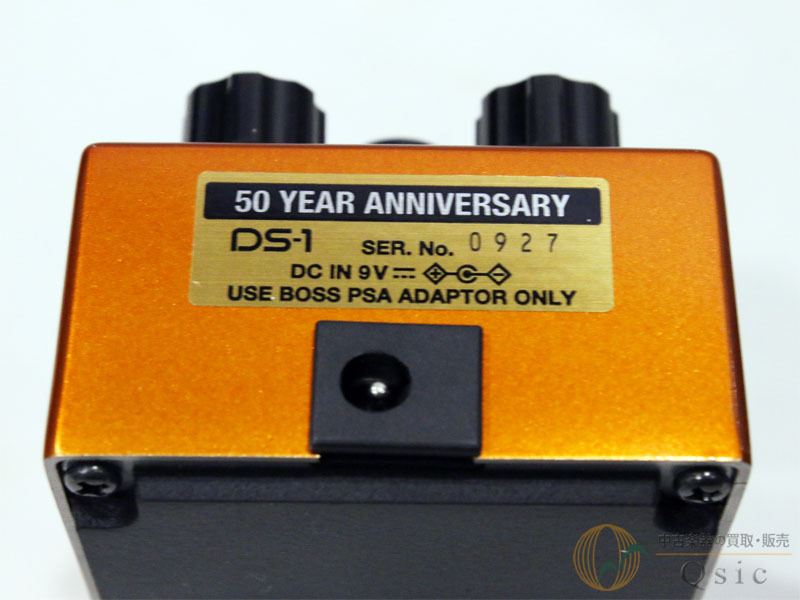 50 YEAR ANNIVERSARY
DS-1 SER. No. 0927
DC IN 9V
USE BOSS PSA ADAPTOR ONLY
中古楽器の買取・販売
Qsic